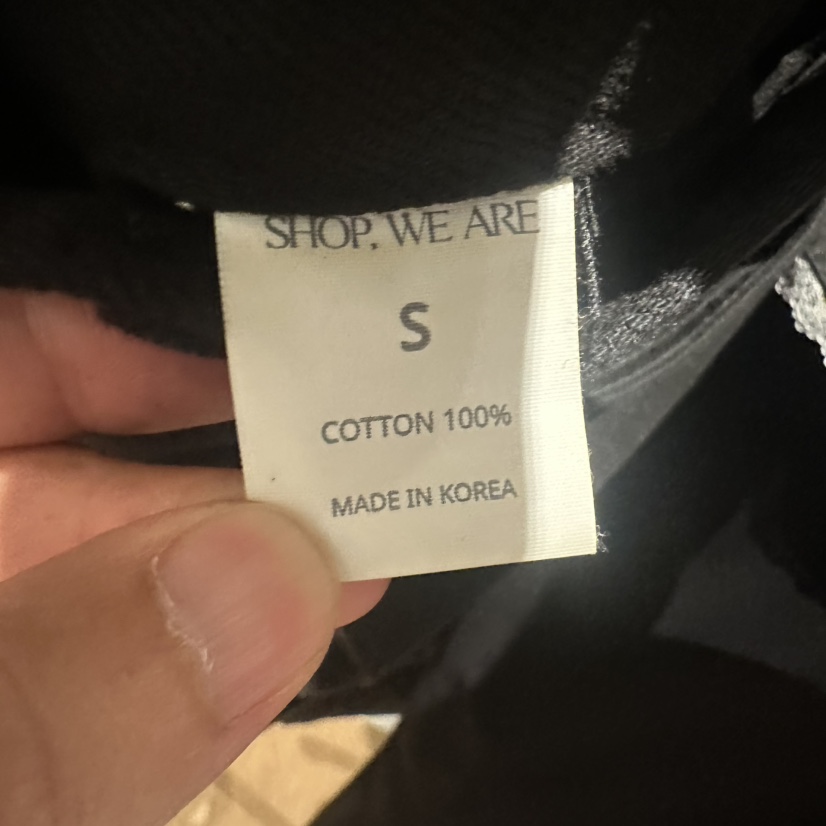 SHOP, WE ARE
S
COTTON 100%
MADE IN KOREA